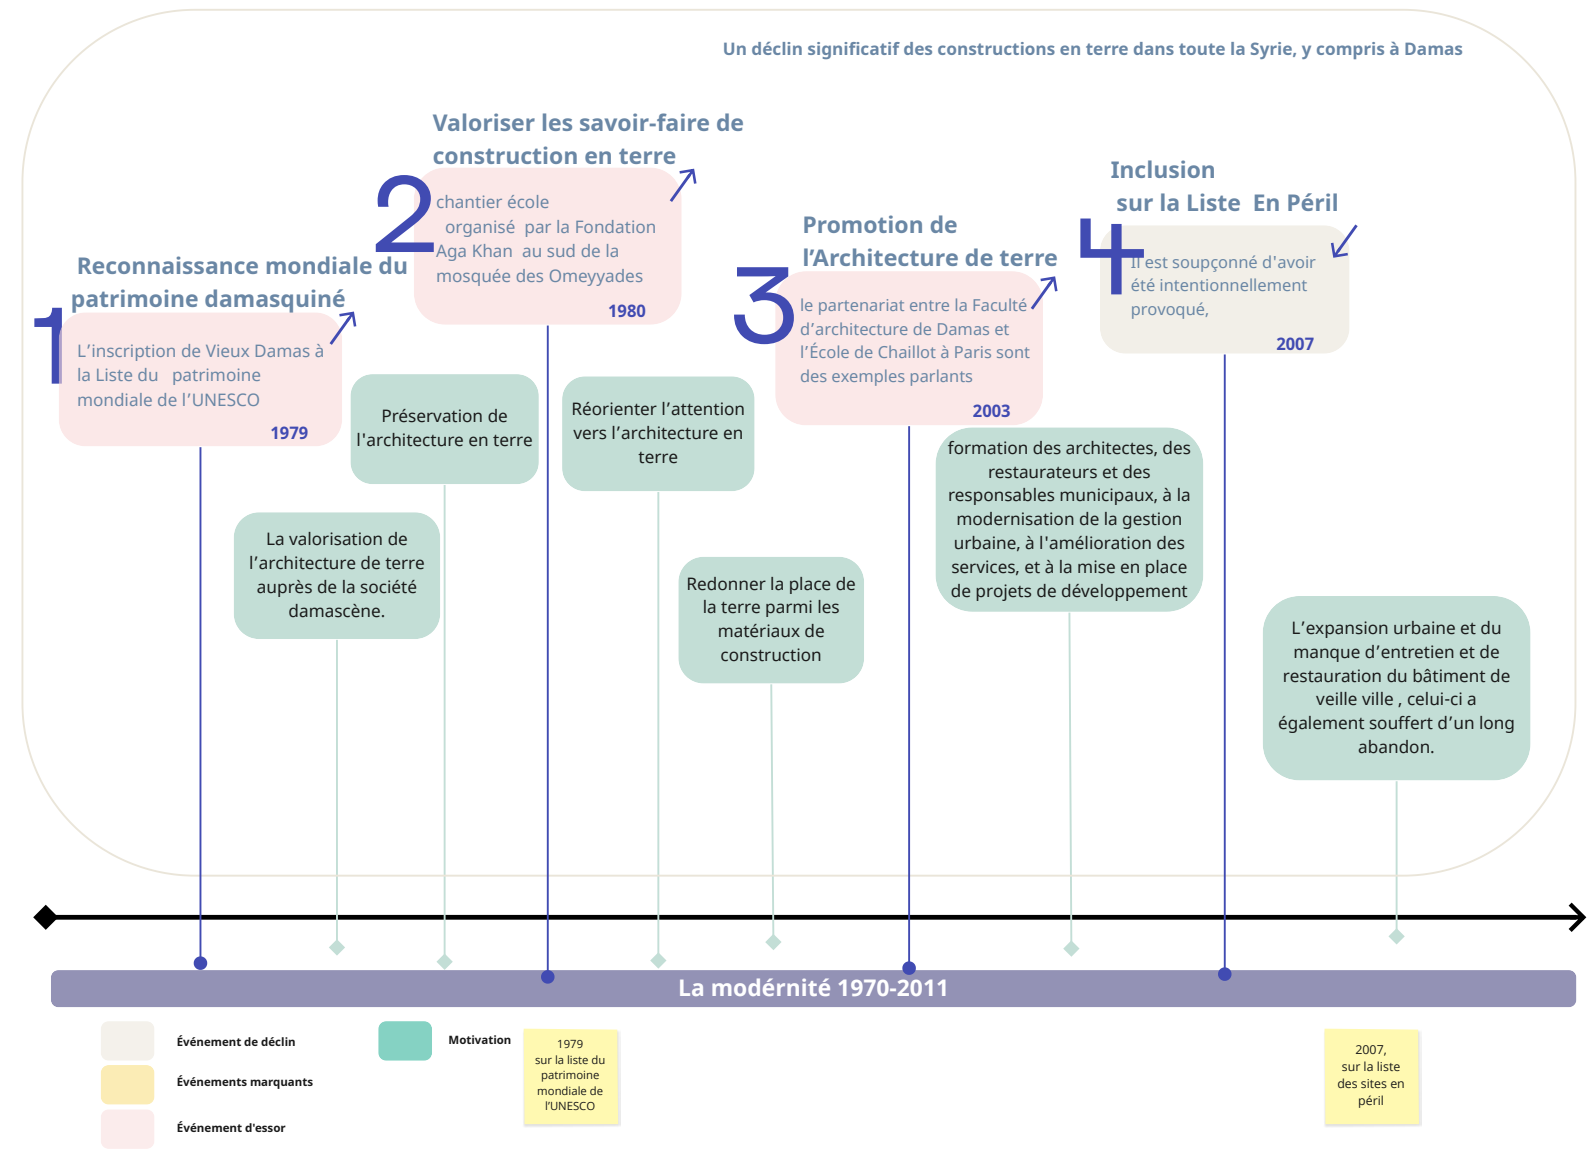 Un déclin significatif des constructions en terre dans toute la Syrie, y compris à Damas
1
Reconnaissance mondiale du
patrimoine damasquiné
L’inscription de Vieux Damas à
la Liste du patrimoine
mondiale de l’UNESCO
1979
2
Valoriser les savoir-faire de
construction en terre
chantier école
organisé par la Fondation
Aga Khan au sud de la
mosquée des Omeyyades
1980
3
Promotion de
l’Architecture de terre
le partenariat entre la Faculté
d’architecture de Damas et
l’École de Chaillot à Paris sont
des exemples parlants
2003
4
Inclusion
sur la Liste En Péril
Il est soupçonné d'avoir
été intentionnellement
provoqué,
2007
La valorisation de
l’architecture de terre
auprès de la société
damascène.
Préservation de
l'architecture en terre
Réorienter l’attention
vers l’architecture en
terre
Redonner la place de
la terre parmi les
matériaux de
construction
formation des architectes, des
restaurateurs et des
responsables municipaux, à la
modernisation de la gestion
urbaine, à l'amélioration des
services, et à la mise en place
de projets de développement
L’expansion urbaine et du
manque d’entretien et de
restauration du bâtiment de
veille ville , celui-ci a
également souffert d’un long
abandon.
La modérnité 1970-2011
Événement de déclin
Événements marquants
Événement d'essor
Motivation
1979
sur la liste du
patrimoine
mondiale de
l’UNESCO
2007,
sur la liste
des sites en
péril